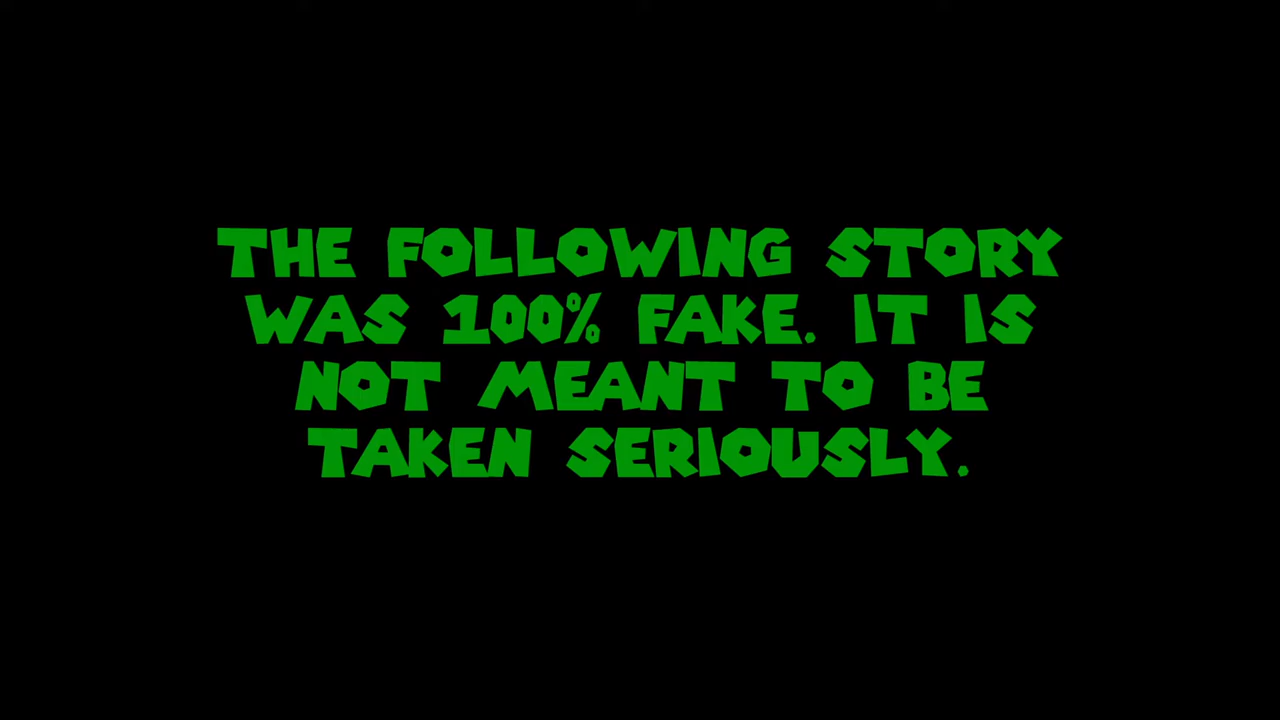 THE FOLLOWING STORY
WAS 100% FAKE. IT IS
NOT MEANT TO BE
TAKEN SERIOUSLY.